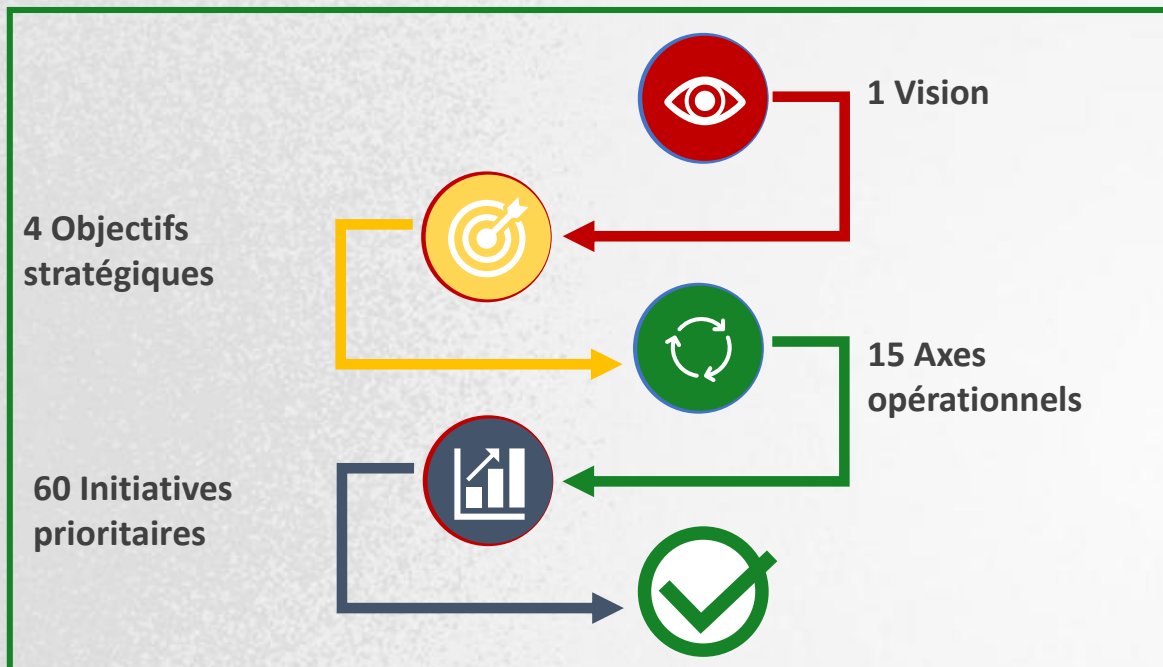 1 Vision
4 Objectifs
stratégiques
15 Axes
opérationnels
60 Initiatives
prioritaires